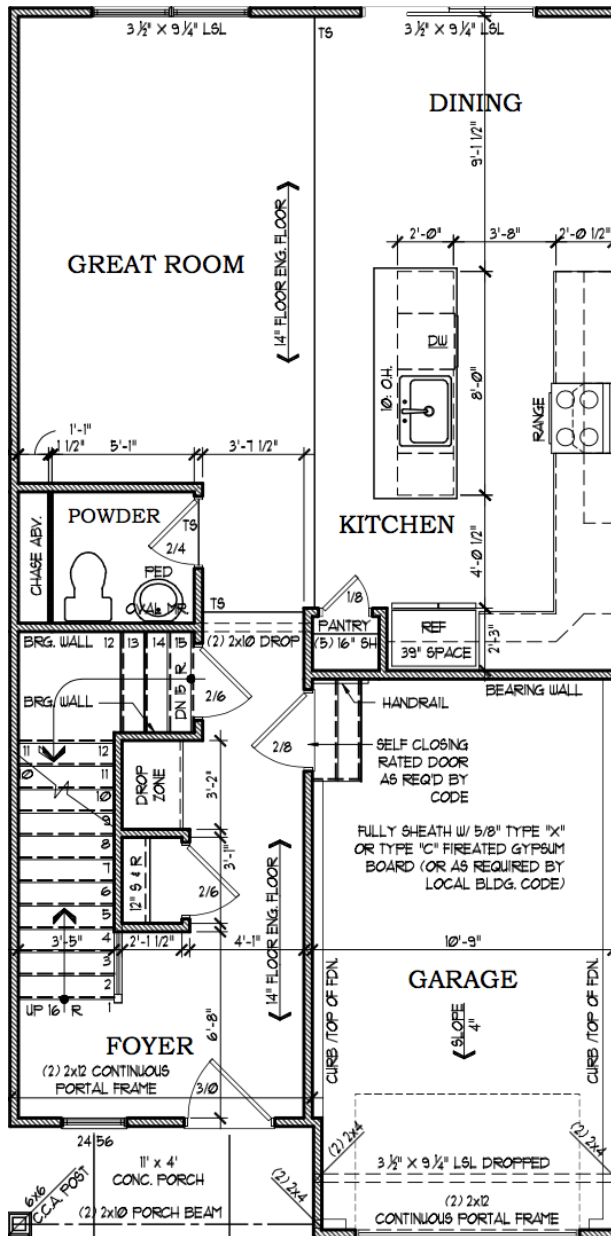 3 ½" X 9 ¼" LSL
3 ½" X 9 ¼" LSL
TS
DINING
9'-1 1/2"
2'-0"
3'-8"
2'-0 1/2"
GREAT ROOM
14" FLOOR ENG. FLOOR
DW
10" O.H.
8'-0"
RANGE
1'-1"
1 1/2"
5'-1"
3'-7 1/2"
POWDER
TS
KITCHEN
CHASE ABV.
2/4
PED
OVAL MR.
4'-0 1/2"
1/8
TS
PANTRY
(5) 16" SH
REF
39" SPACE
2'-3"
BRG. WALL
12
13
14
15
(2) 2x10 DROP
DN 15 R
2/6
BRG. WALL
BEARING WALL
HANDRAIL
2/8
SELF CLOSING
RATED DOOR
AS REQ'D BY
CODE
11
12
11
10
9
8
7
6
5
4
3
2
1
DROP
ZONE
3'-2"
3'-1"
12" S & R
2/6
FULLY SHEATH W/ 5/8" TYPE "X"
OR TYPE "C" FIREATED GYPSUM
BOARD (OR AS REQUIRED BY
LOCAL BLDG. CODE)
3'-5"
2'-1 1/2"
4'-1"
10'-9"
14" FLOOR ENG. FLOOR
GARAGE
CURB /TOP OF FDN.
CURB /TOP OF FDN.
SLOPE
4"
UP 16 R
6'-8"
FOYER
(2) 2x12 CONTINUOUS
PORTAL FRAME
3/0
(2) 2x4
(2) 2x4
24 56
11' x 4'
CONC. PORCH
3 ½" X 9 ¼" LSL DROPPED
6x6
C.C.A. POST
(2) 2x10 PORCH BEAM
(2) 2x4
(2) 2x12
CONTINUOUS PORTAL FRAME